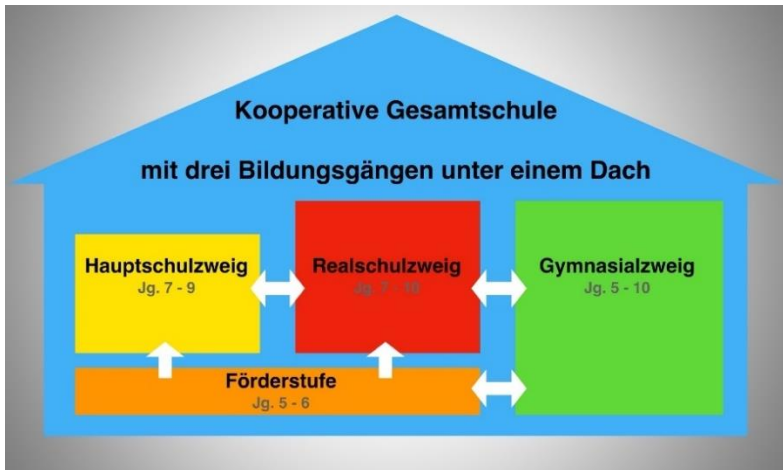 Kooperative Gesamtschule
mit drei Bildungsgängen unter einem Dach
Hauptschulzweig
Jg. 7 - 9
Realschulzweig
Jg. 7 - 10
Gymnasialzweig
Jg. 5 - 10
Förderstufe
Jg. 5 - 6